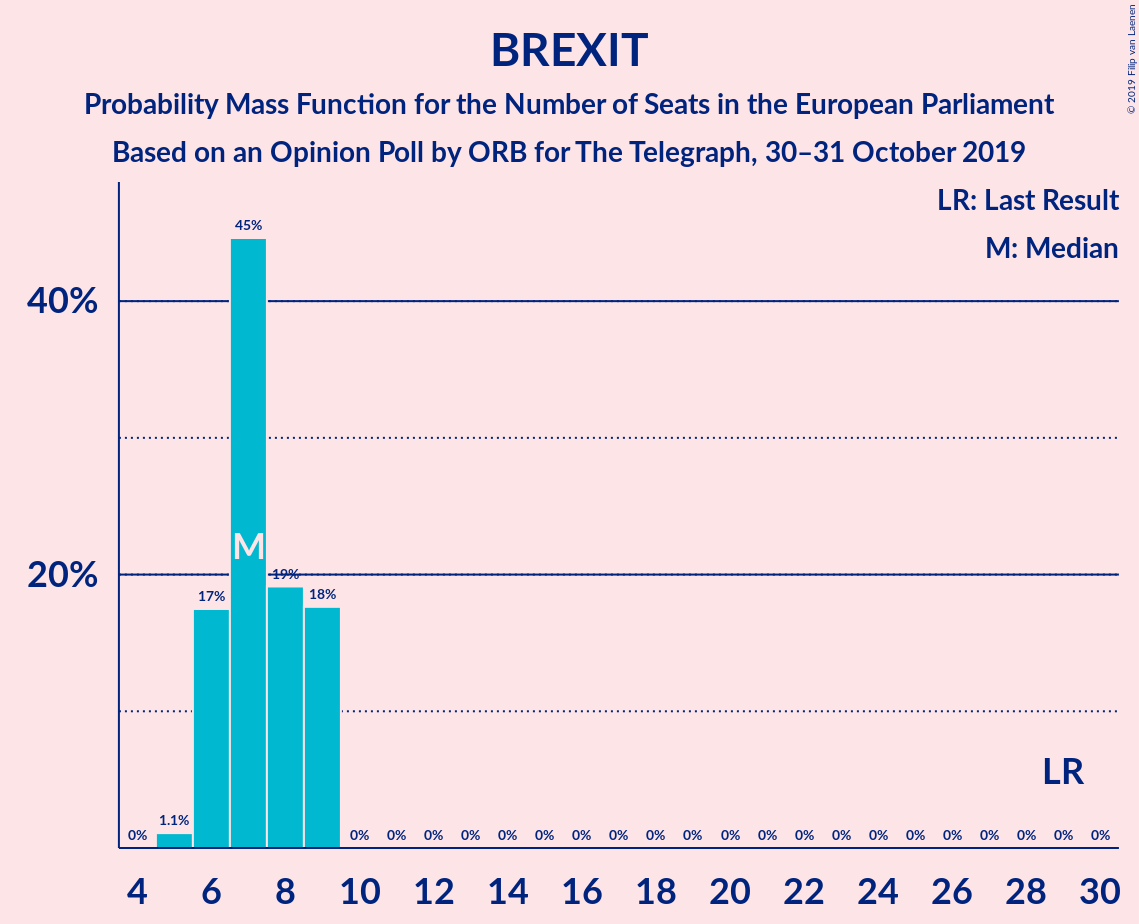 BREXIT
Probability Mass Function for the Number of Seats in the European Parliament
Based on an Opinion Poll by ORB for The Telegraph, 30–31 October 2019
© 2019 Filip van Laenen
LR: Last Result
M: Median
40%
20%
0% 1.1% 17% 45% 19% 18% 0% 0% 0% 0% 0% 0% 0% 0% 0% 0% 0% 0% 0% 0% 0% 0% 0% 0% 0% 0% 0%
M
LR
4 6 8 10 12 14 16 18 20 22 24 26 28 30